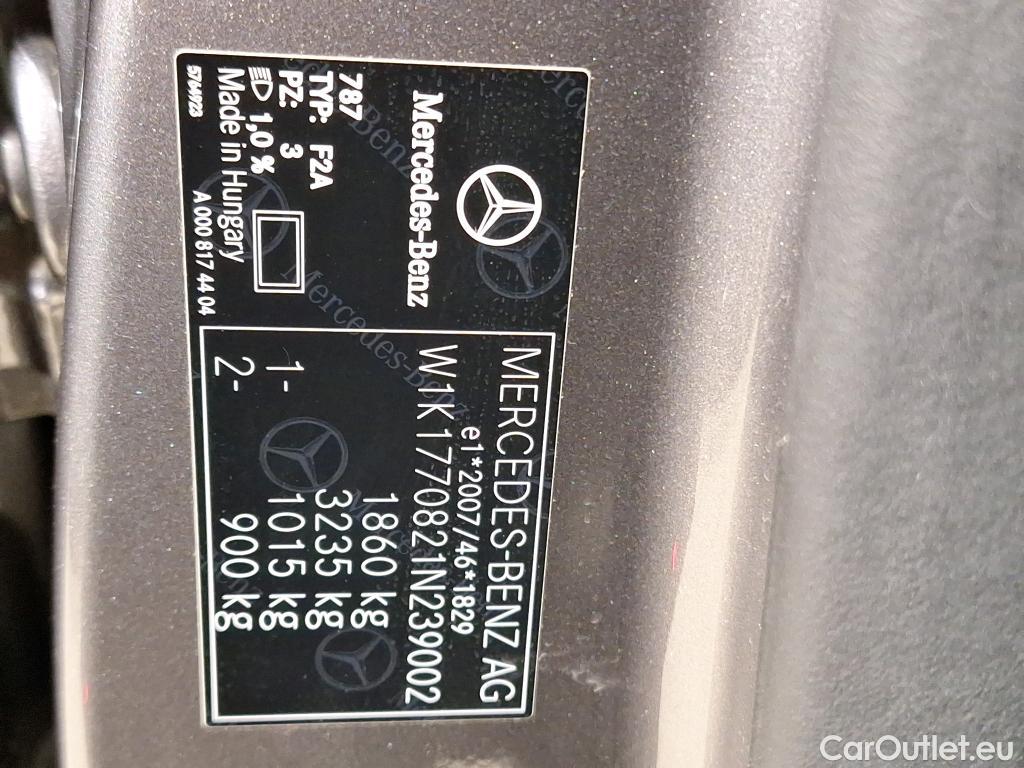 Mercedes-Benz
787
TYP: F2A
PZ: 3
1,0 %
Made in Hungary
A 000 817 44 04
MERCEDES-BENZ AG
e1*2007/46*1829
W1K1770821N239002
1860 kg
3235 kg
1- 1015 kg
2- 900 kg
CarOutlet.eu